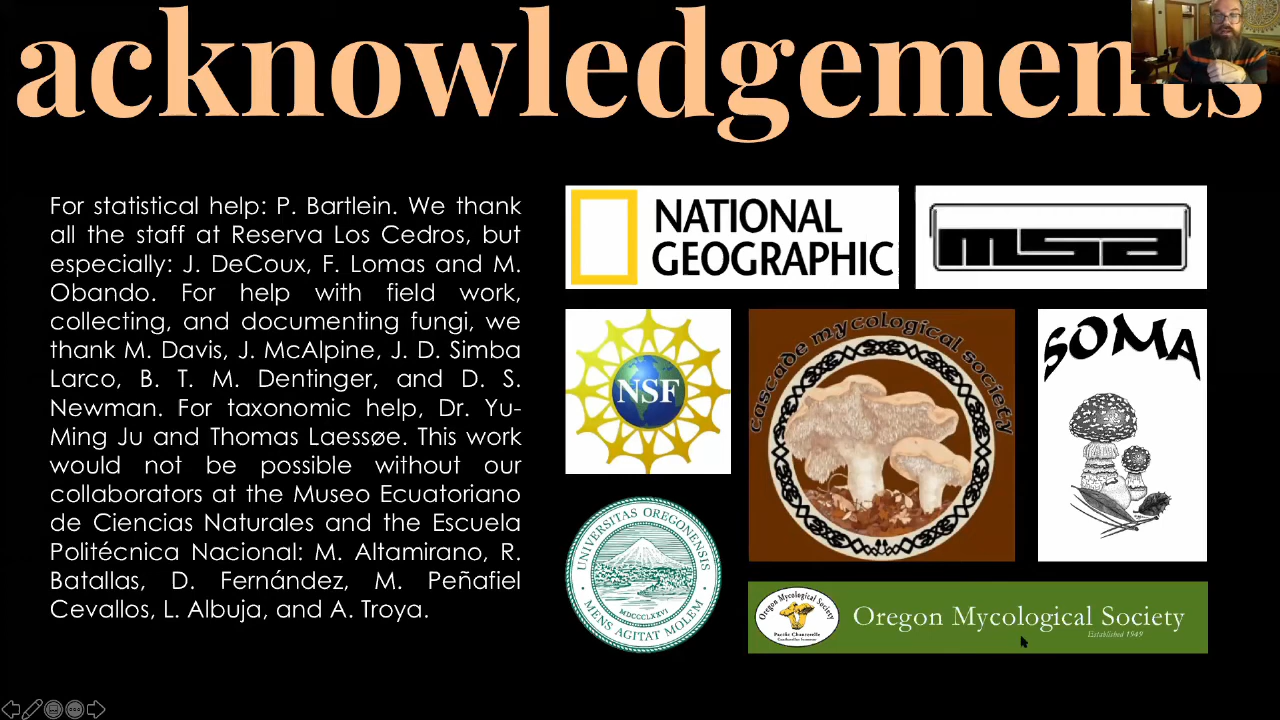 acknowledgements
For statistical help: P. Bartlein. We thank
all the staff at Reserva Los Cedros, but
especially: J. DeCoux, F. Lomas and M.
Obando. For help with field work,
collecting, and documenting fungi, we
thank M. Davis, J. McAlpine, J. D. Simba
Larco, B. T. M. Dentinger, and D. S.
Newman. For taxonomic help, Dr. Yu-
Ming Ju and Thomas Laessøe. This work
would not be possible without our
collaborators at the Museo Ecuatoriano
de Ciencias Naturales and the Escuela
Politécnica Nacional: M. Altamirano, R.
Batallas, D. Fernández, M. Peñafiel
Cevallos, L. Albuja, and A. Troya.
NATIONAL
GEOGRAPHIC
msa
NSF
cascade mycological society
SOMA
UNIVERSITAS OREGONENSIS
MENS AGITAT MOLEM
MDCCCLXXVI
Oregon Mycological Society
Pacific Chanterelle
Oregon Mycological Society
Established 1949